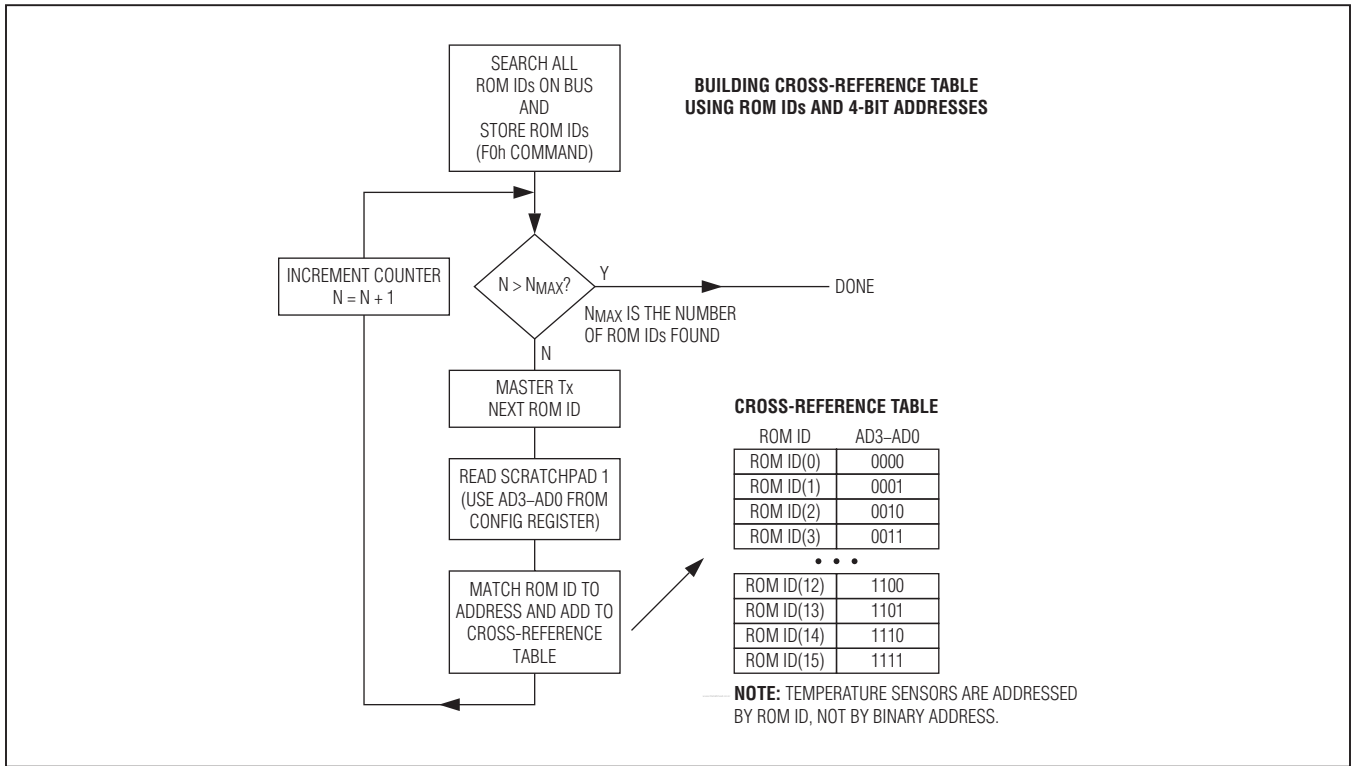 SEARCH ALL
ROM IDs ON BUS
AND
STORE ROM IDs
(F0h COMMAND)
BUILDING CROSS-REFERENCE TABLE
USING ROM IDs AND 4-BIT ADDRESSES
INCREMENT COUNTER
N = N + 1
N > NMAX?
Y
DONE
NMAX IS THE NUMBER
OF ROM IDs FOUND
N
MASTER Tx
NEXT ROM ID
READ SCRATCHPAD 1
(USE AD3–AD0 FROM
CONFIG REGISTER)
MATCH ROM ID TO
ADDRESS AND ADD TO
CROSS-REFERENCE
TABLE
CROSS-REFERENCE TABLE
ROM ID AD3–AD0
ROM ID(0) 0000
ROM ID(1) 0001
ROM ID(2) 0010
ROM ID(3) 0011
• • •
ROM ID(12) 1100
ROM ID(13) 1101
ROM ID(14) 1110
ROM ID(15) 1111
NOTE: TEMPERATURE SENSORS ARE ADDRESSED
BY ROM ID, NOT BY BINARY ADDRESS.